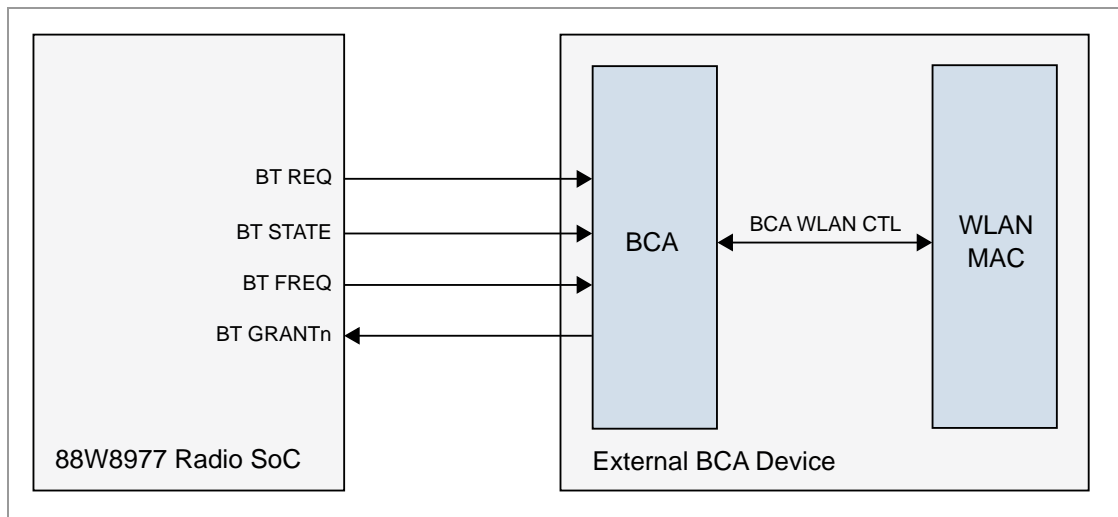 BT REQ
BT STATE
BT FREQ
BT GRANTn
88W8977 Radio SoC
BCA
BCA WLAN CTL
WLAN
MAC
External BCA Device